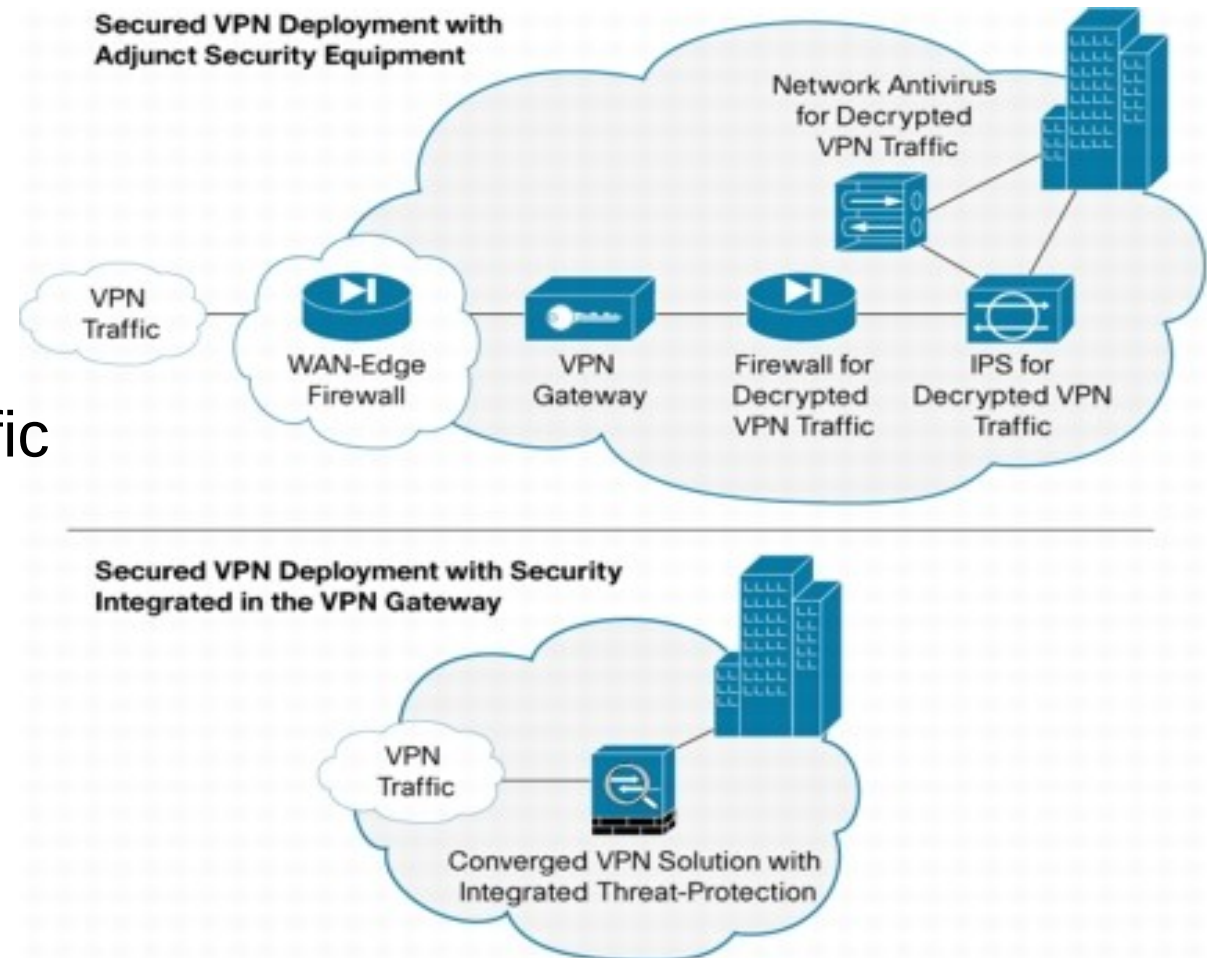 Secured VPN Deployment with
Adjunct Security Equipment
Network Antivirus
for Decrypted
VPN Traffic
VPN
Traffic
WAN-Edge
Firewall
VPN
Gateway
Firewall for
Decrypted
VPN Traffic
IPS for
Decrypted VPN
Traffic
fic
Secured VPN Deployment with Security
Integrated in the VPN Gateway
VPN
Traffic
Converged VPN Solution with
Integrated Threat-Protection